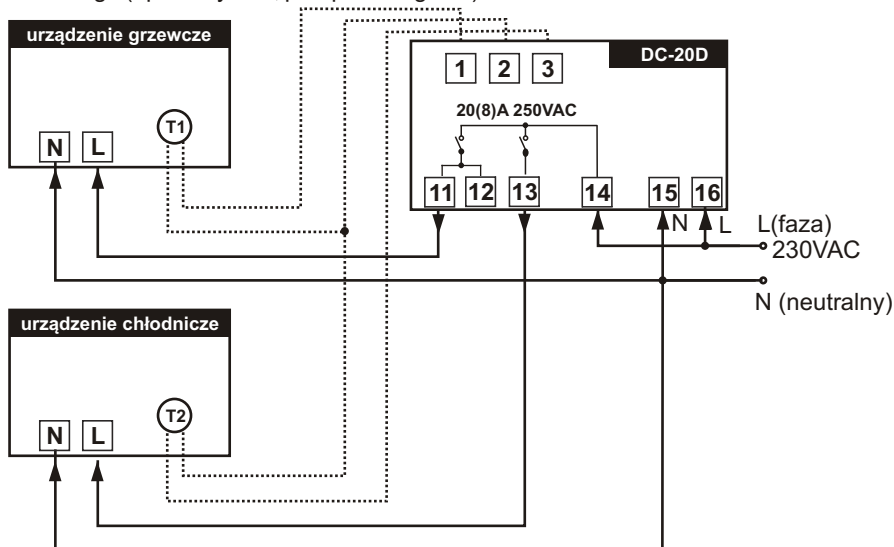 urządzenie grzewcze
T1
N L
DC-20D
1 2 3
20(8)A 250VAC
11 12 13 14 15 16
N L
L(faza)
230VAC
N (neutralny)
urządzenie chłodnicze
T2
N L